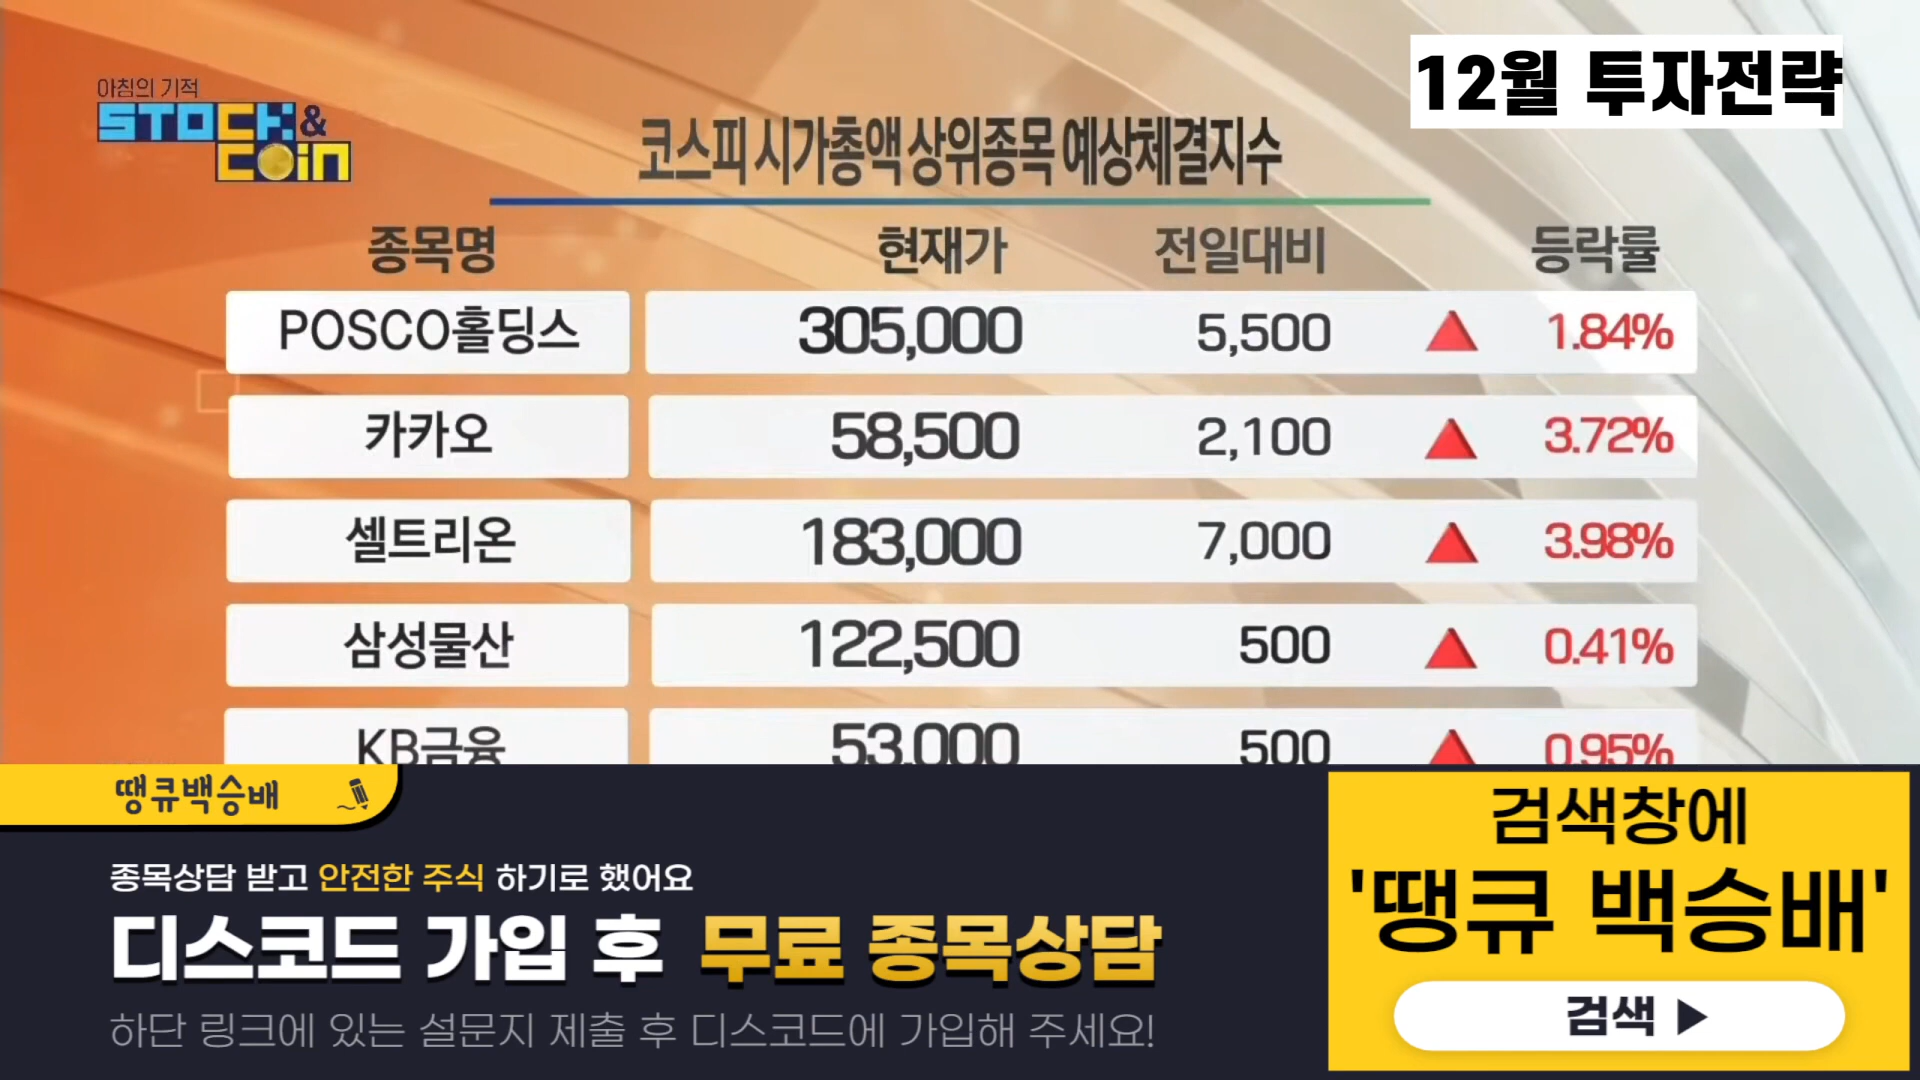 아침의 기적
STOCK &
COIN
12월 투자전략
코스피 시가총액 상위종목 예상체결지수
종목명 현재가 전일대비 등락률
POSCO홀딩스 305,000 5,500 ▲ 1.84%
카카오 58,500 2,100 ▲ 3.72%
셀트리온 183,000 7,000 ▲ 3.98%
삼성물산 122,500 500 ▲ 0.41%
KB금융 53,000 500 ▲ 0.95%
땡큐백승배
종목상담 받고 안전한 주식 하기로 했어요
디스코드 가입 후 무료 종목상담
하단 링크에 있는 설문지 제출 후 디스코드에 가입해 주세요!
검색창에
'땡큐 백승배'
검색 ▶